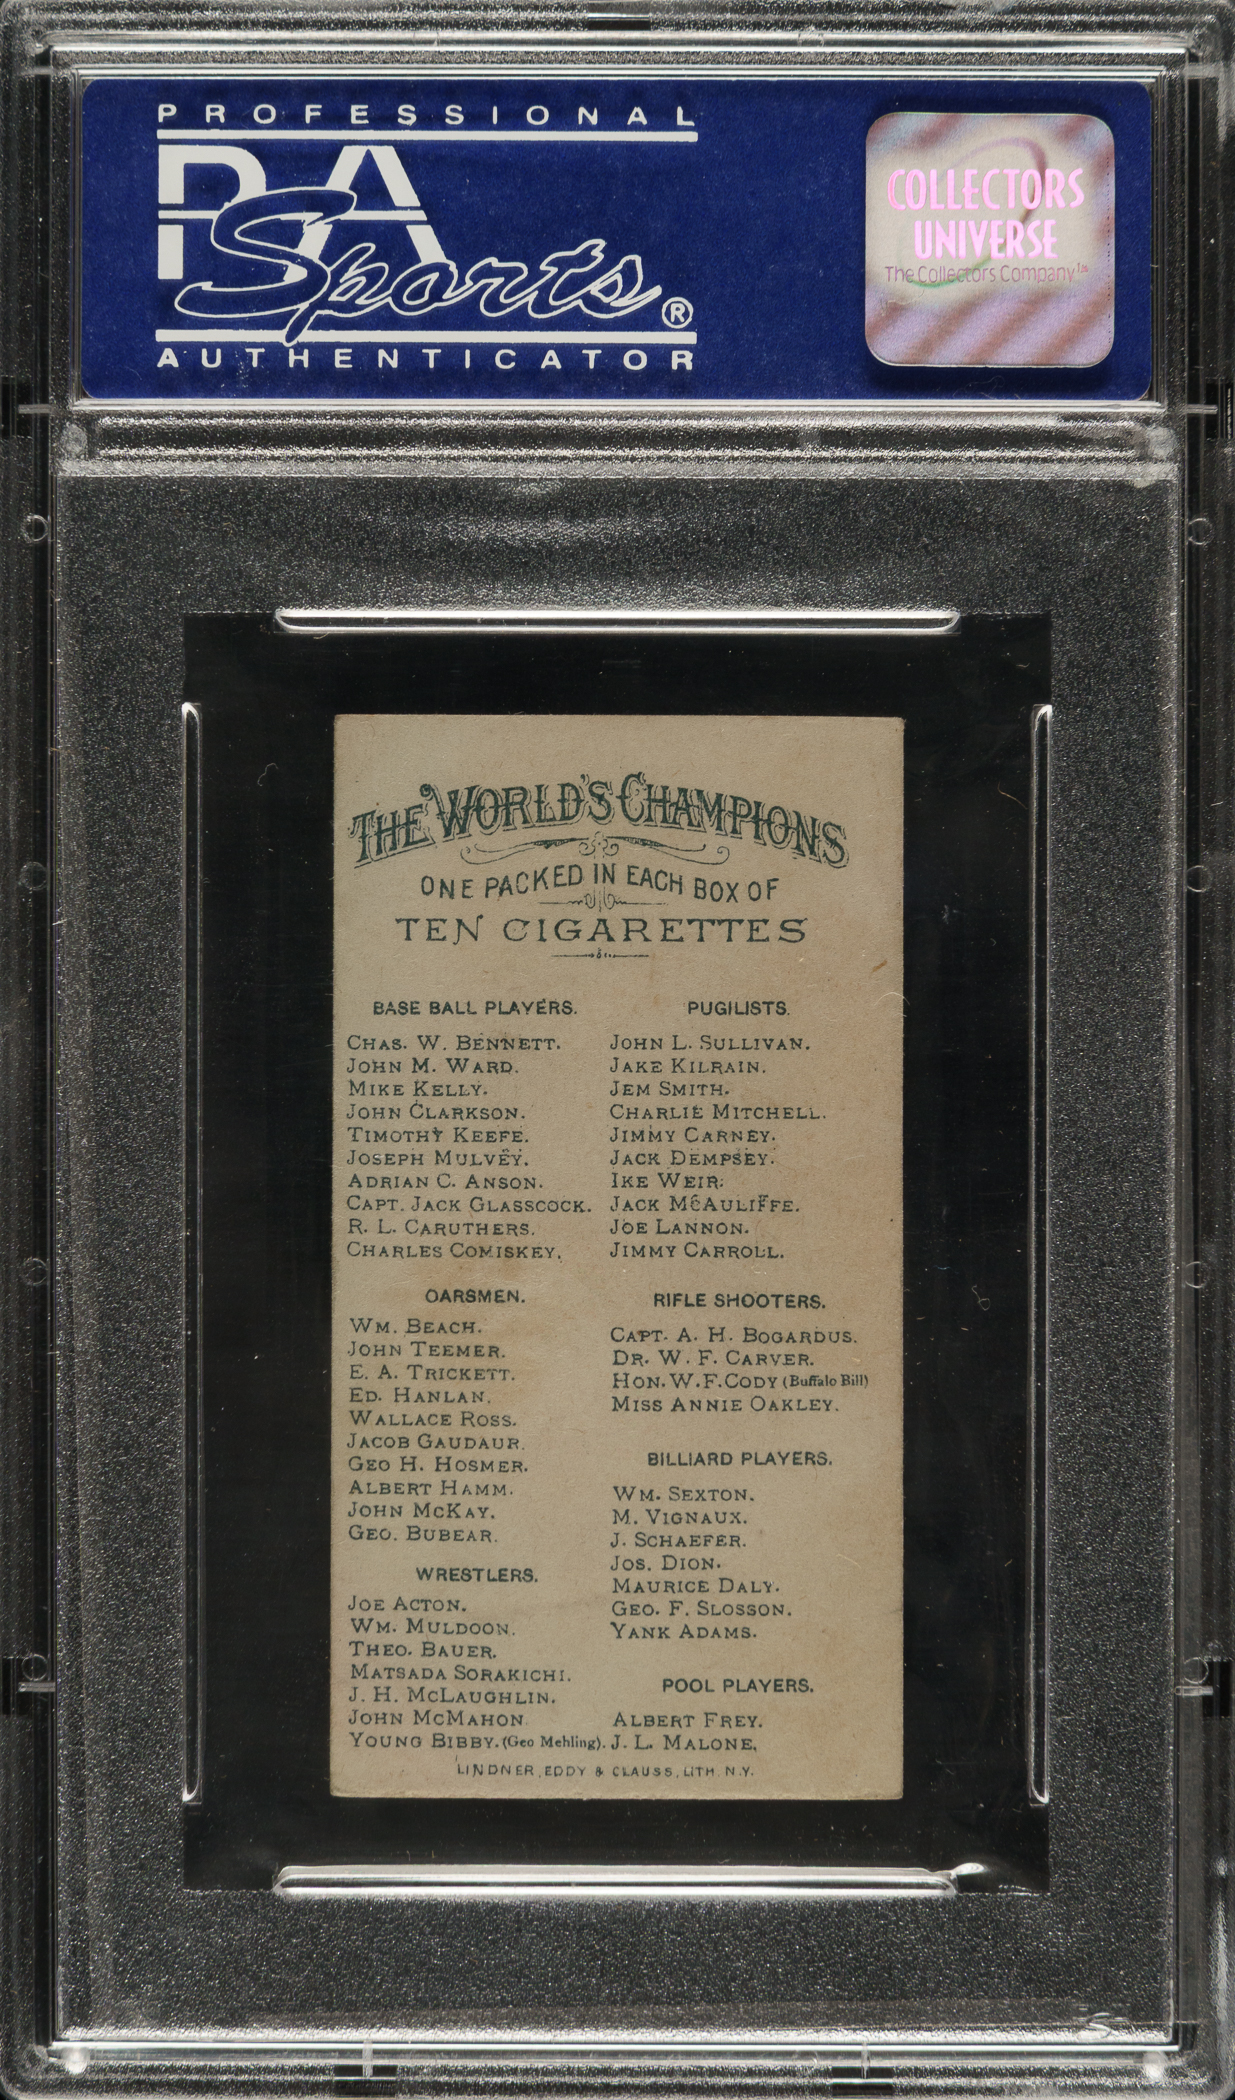 PROFESSIONAL
PSA
Sports®
AUTHENTICATOR
COLLECTORS
UNIVERSE
The Collectors Company™
THE WORLD'S CHAMPIONS
ONE PACKED IN EACH BOX OF
TEN CIGARETTES
BASE BALL PLAYERS.
CHAS. W. BENNETT.
JOHN M. WARD.
MIKE KELLY.
JOHN CLARKSON.
TIMOTHY KEEFE.
JOSEPH MULVEY.
ADRIAN C. ANSON.
CAPT. JACK GLASSCOCK.
R. L. CARUTHERS.
CHARLES COMISKEY.
OARSMEN.
WM. BEACH.
JOHN TEEMER.
E. A. TRICKETT.
ED. HANLAN.
WALLACE ROSS.
JACOB GAUDAUR.
GEO H. HOSMER.
ALBERT HAMM.
JOHN MCKAY.
GEO. BUBEAR.
WRESTLERS.
JOE ACTON.
WM. MULDOON.
THEO. BAUER.
MATSADA SORAKICHI.
J. H. MCLAUGHLIN.
JOHN MCMAHON
YOUNG BIBBY. (Geo Mehling).
PUGILISTS.
JOHN L. SULLIVAN.
JAKE KILRAIN.
JEM SMITH.
CHARLIE MITCHELL.
JIMMY CARNEY.
JACK DEMPSEY.
IKE WEIR.
JACK MCAULIFFE.
JOE LANNON.
JIMMY CARROLL.
RIFLE SHOOTERS.
CAPT. A. H. BOGARDUS.
DR. W. F. CARVER.
HON. W. F. CODY (Buffalo Bill)
MISS ANNIE OAKLEY.
BILLIARD PLAYERS.
WM. SEXTON.
M. VIGNAUX.
J. SCHAEFER.
JOS. DION.
MAURICE DALY.
GEO. F. SLOSSON.
YANK ADAMS.
POOL PLAYERS.
ALBERT FREY.
J. L. MALONE.
LINDNER, EDDY & CLAUSS, LITH. N.Y.